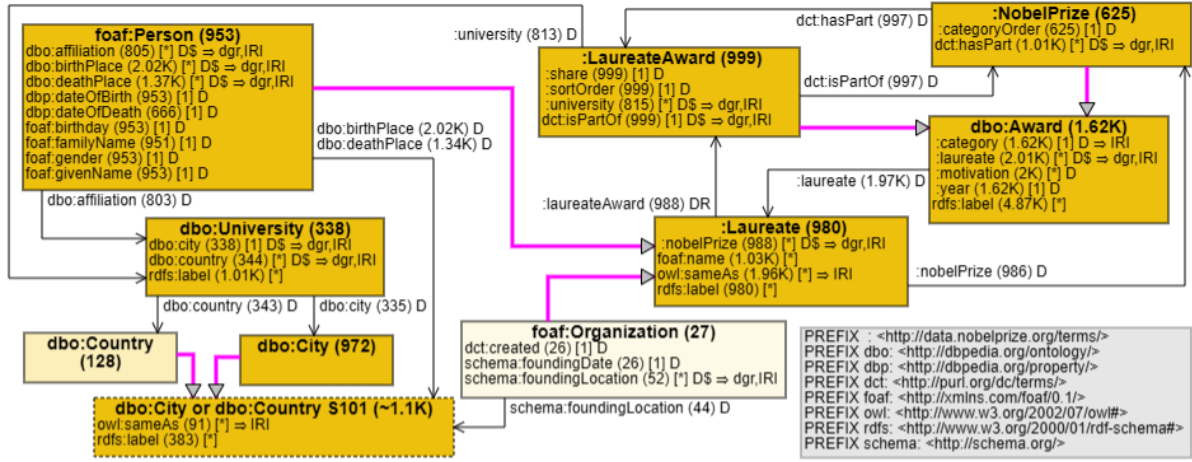 foaf:Person (953)
dbo:affiliation (805) [*] D$ ⇒ dgr,IRI
dbo:birthPlace (2.02K) [*] D$ ⇒ dgr,IRI
dbo:deathPlace (1.37K) [*] D$ ⇒ dgr,IRI
dbp:dateOfBirth (953) [1] D
dbp:dateOfDeath (666) [1] D
foaf:birthday (953) [1] D
foaf:familyName (951) [1] D
foaf:gender (953) [1] D
foaf:givenName (953) [1] D
:university (813) D
:LaureateAward (999)
:share (999) [1] D
:sortOrder (999) [1] D
:university (815) [*] D$ ⇒ dgr,IRI
dct:isPartOf (999) [1] D$ ⇒ dgr,IRI
dct:hasPart (997) D
:NobelPrize (625)
:categoryOrder (625) [1] D
dct:hasPart (1.01K) [*] D$ ⇒ dgr,IRI
dct:isPartOf (997) D
dbo:birthPlace (2.02K) D
dbo:deathPlace (1.34K) D
dbo:Award (1.62K)
:category (1.62K) [1] D ⇒ IRI
:laureate (2.01K) [*] D$ ⇒ dgr,IRI
:motivation (2K) [*] D
:year (1.62K) [1] D
rdfs:label (4.87K) [*]
:laureate (1.97K) D
dbo:affiliation (803) D
:laureateAward (988) DR
dbo:University (338)
dbo:city (338) [1] D$ ⇒ dgr,IRI
dbo:country (344) [*] D$ ⇒ dgr,IRI
rdfs:label (1.01K) [*]
:Laureate (980)
:nobelPrize (988) [*] D$ ⇒ dgr,IRI
foaf:name (1.03K) [*]
owl:sameAs (1.96K) [*] ⇒ IRI
rdfs:label (980) [*]
:nobelPrize (986) D
dbo:country (343) D
dbo:city (335) D
dbo:Country
(128)
dbo:City (972)
foaf:Organization (27)
dct:created (26) [1] D
schema:foundingDate (26) [1] D
schema:foundingLocation (52) [*] D$ ⇒ dgr,IRI
dbo:City or dbo:Country S101 (~1.1K)
owl:sameAs (91) [*] ⇒ IRI
rdfs:label (383) [*]
schema:foundingLocation (44) D
PREFIX : <http://data.nobelprize.org/terms/>
PREFIX dbo: <http://dbpedia.org/ontology/>
PREFIX dbp: <http://dbpedia.org/property/>
PREFIX dct: <http://purl.org/dc/terms/>
PREFIX foaf: <http://xmlns.com/foaf/0.1/>
PREFIX owl: <http://www.w3.org/2002/07/owl#>
PREFIX rdfs: <http://www.w3.org/2000/01/rdf-schema#>
PREFIX schema: <http://schema.org/>